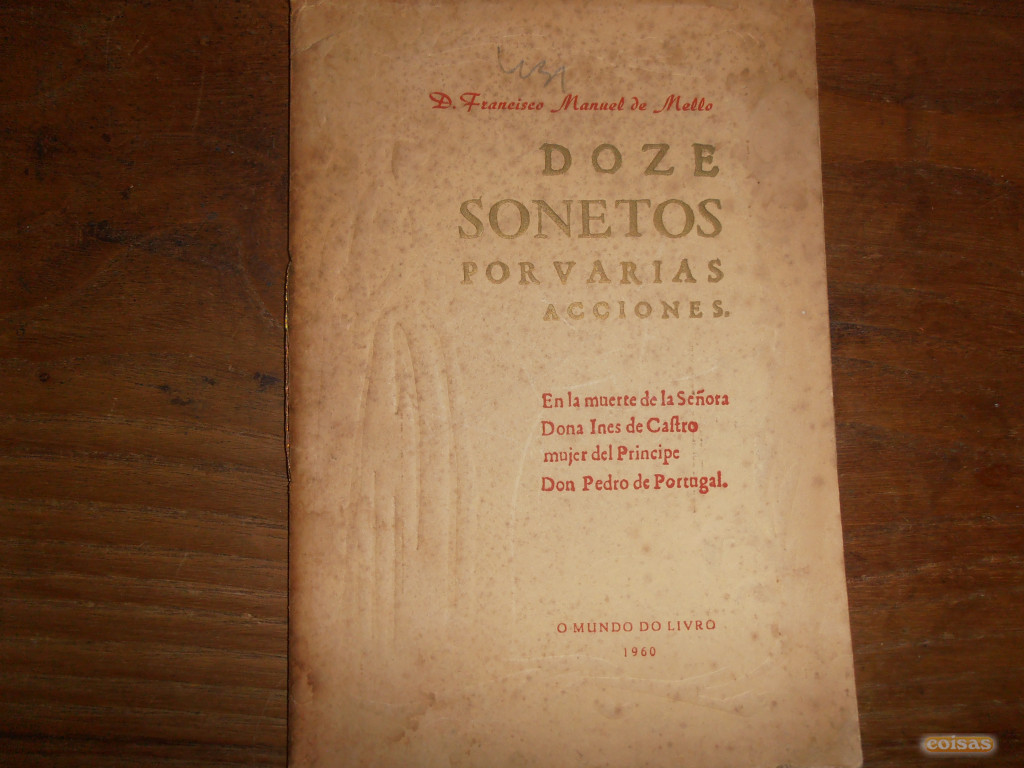 D. Francisco Manuel de Mello
DOZE
SONETOS
POR VARIAS
ACCIONES.
En la muerte de la Señora
Dona Ines de Caſtro
mujer del Principe
Don Pedro de Portugal.
O MUNDO DO LIVRO
1960
coisas